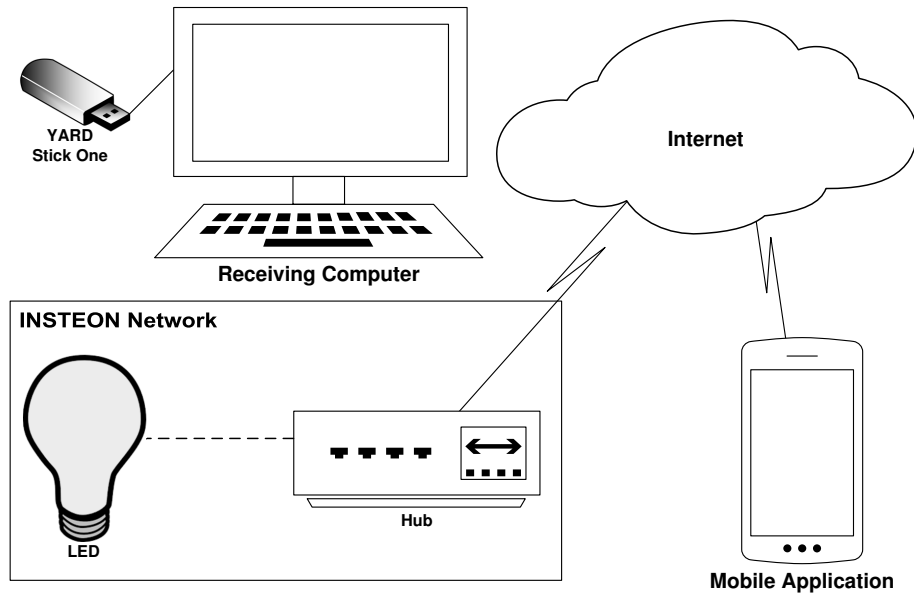 YARD
Stick One
Internet
Receiving Computer
INSTEON Network
LED
Hub
Mobile Application